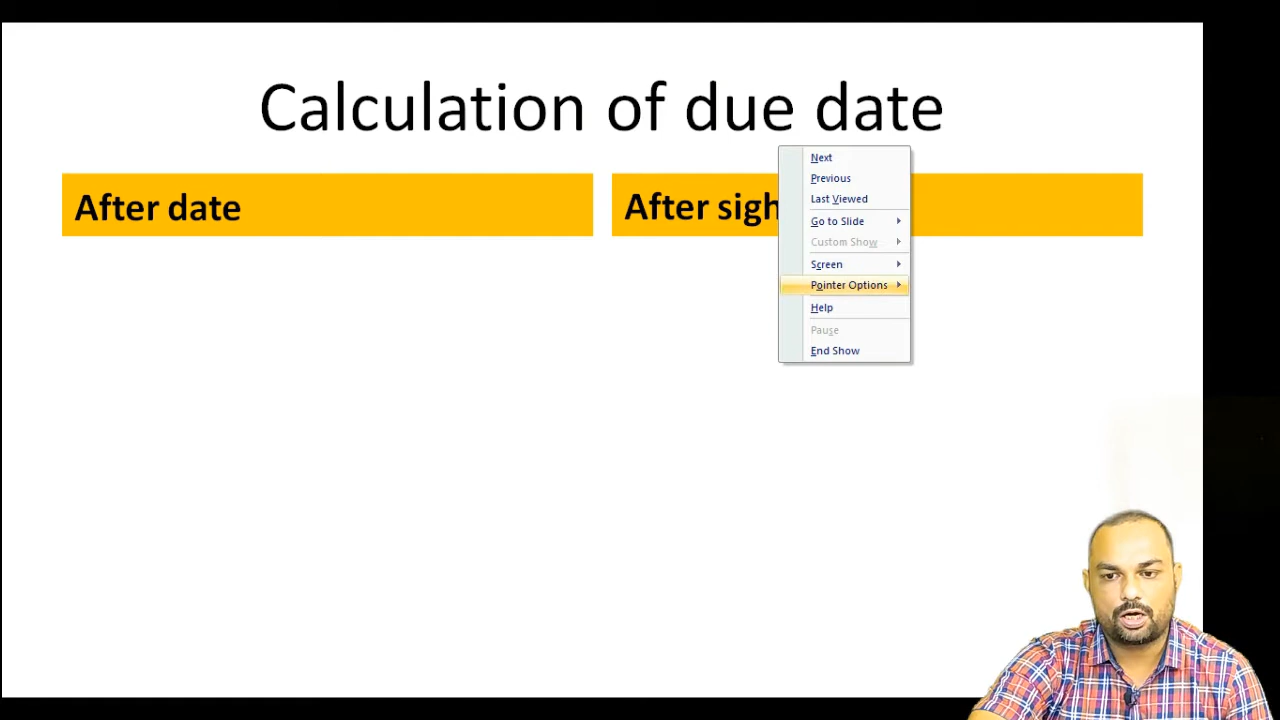 Calculation of due date
After date
After sigh
Next
Previous
Last Viewed
Go to Slide
Custom Show
Screen
Pointer Options
Help
Pause
End Show